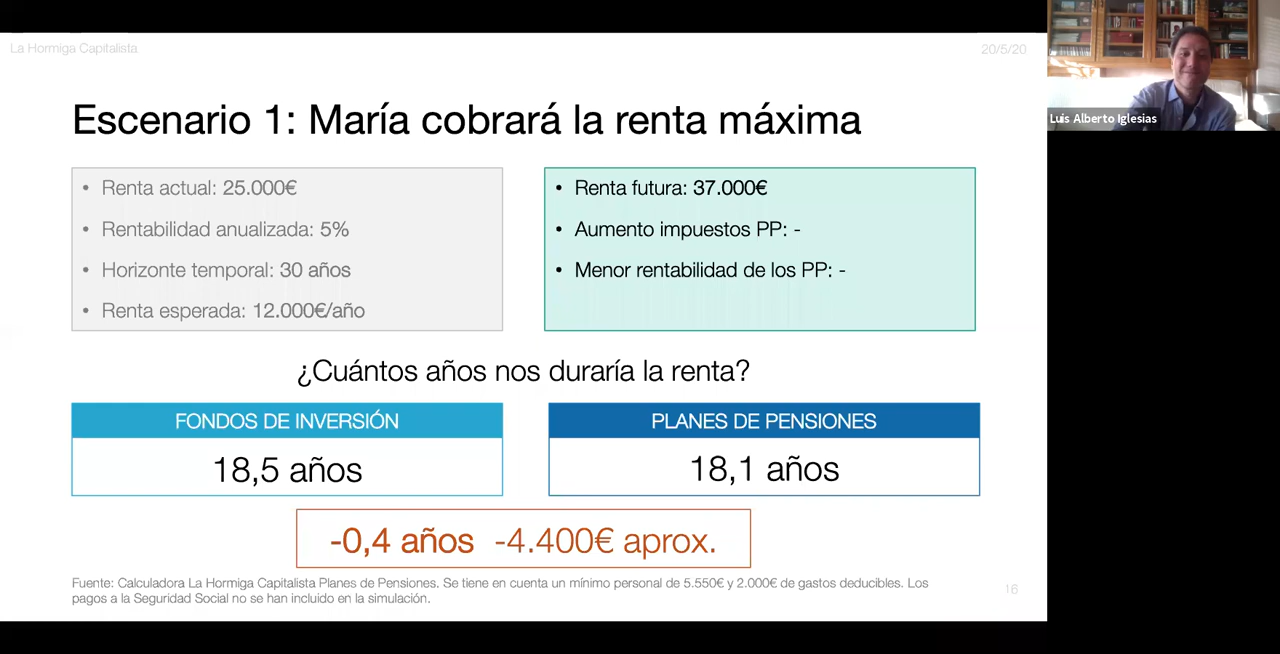 La Hormiga Capitalista
20/5/20
Luis Alberto Iglesias
Escenario 1: María cobrará la renta máxima
• Renta actual: 25.000€
• Rentabilidad anualizada: 5%
• Horizonte temporal: 30 años
• Renta esperada: 12.000€/año
• Renta futura: 37.000€
• Aumento impuestos PP: -
• Menor rentabilidad de los PP: -
¿Cuántos años nos duraría la renta?
FONDOS DE INVERSIÓN
18,5 años
PLANES DE PENSIONES
18,1 años
-0,4 años -4.400€ aprox.
Fuente: Calculadora La Hormiga Capitalista Planes de Pensiones. Se tiene en cuenta un mínimo personal de 5.550€ y 2.000€ de gastos deducibles. Los
pagos a la Seguridad Social no se han incluido en la simulación.
16